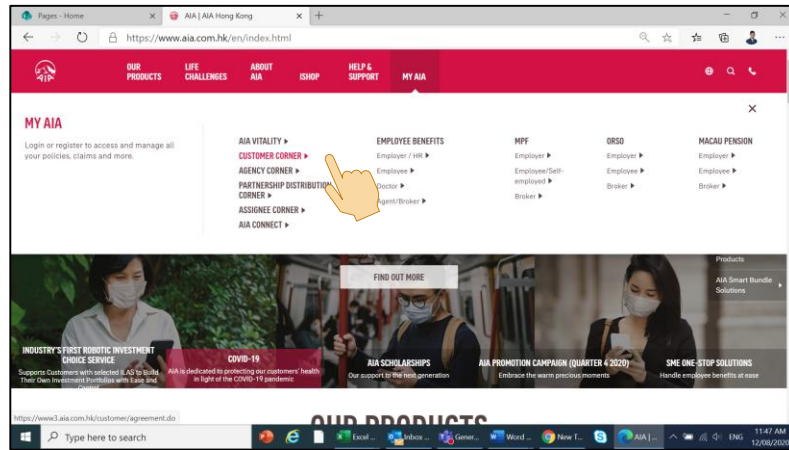 Pages - Home
AIA | AIA Hong Kong
https://www.aia.com.hk/en/index.html
AIA
OUR PRODUCTS
LIFE CHALLENGES
ABOUT AIA
ISHOP
HELP & SUPPORT
MY AIA
MY AIA
Login or register to access and manage all
your policies, claims and more.
AIA VITALITY
CUSTOMER CORNER
AGENCY CORNER
PARTNERSHIP DISTRIBUTION
CORNER
ASSIGNEE CORNER
AIA CONNECT
EMPLOYEE BENEFITS
Employer / HR
Employee
Doctor
Agent/Broker
MPF
Employer
Employee/Self-
employed
Broker
ORSO
Employer
Employee
Broker
MACAU PENSION
Employer
Employee
Broker
FIND OUT MORE
Products
AIA Smart Bundle
Solutions
INDUSTRY'S FIRST ROBOTIC INVESTMENT
CHOICE SERVICE
Supports Customers with selected ILAS to Build
Their Own Investment Portfolios with Ease and
Control
COVID-19
AIA is dedicated to protecting our customers' health
in light of the COVID-19 pandemic
AIA SCHOLARSHIPS
Our support to the next generation
AIA PROMOTION CAMPAIGN (QUARTER 4 2020)
Embrace the warm precious moments
SME ONE-STOP SOLUTIONS
Handle employee benefits at ease
https://www3.aia.com.hk/customer/agreement.do
OUR PRODUCTS
Type here to search
Excel ...
Inbox ...
Gener...
Word ...
New T...
AIA | ...
ENG
11:47 AM
12/08/2020